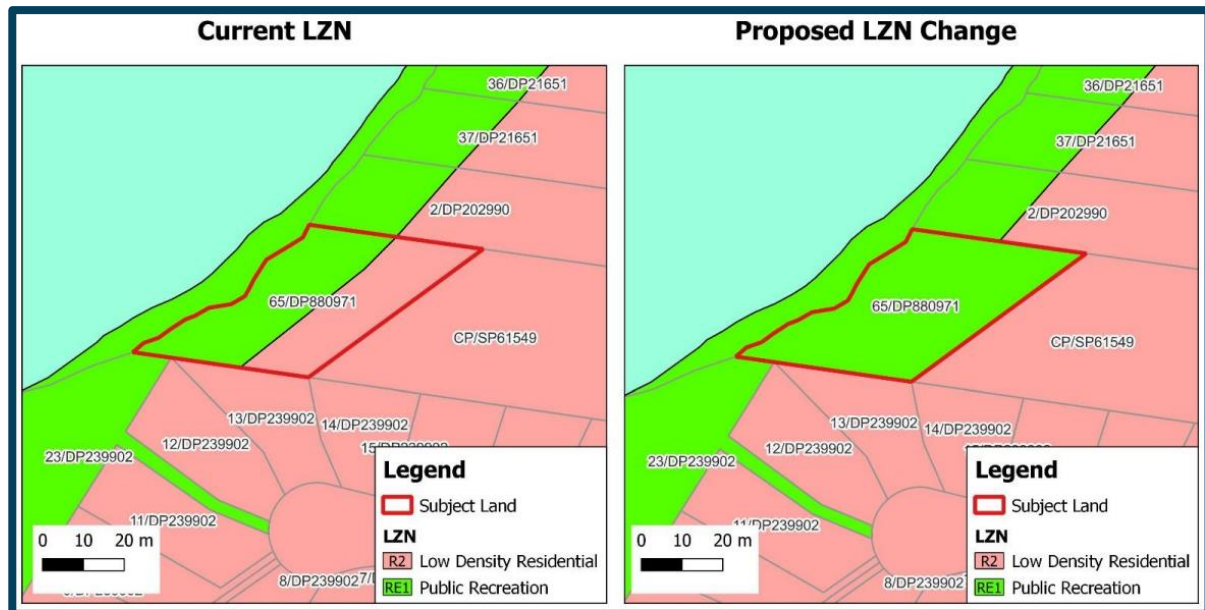 Current LZN
36/DP21651
37/DP21651
2/DP202990
65/DP880971
CP/SP61549
13/DP239902
14/DP239902
12/DP239902
23/DP239902
11/DP239902
8/DP239902
0 10 20 m
Legend
Subject Land
LZN
R2 Low Density Residential
RE1 Public Recreation
Proposed LZN Change
36/DP21651
37/DP21651
2/DP202990
65/DP880971
CP/SP61549
13/DP239902
14/DP239902
12/DP239902
23/DP239902
11/DP239902
8/DP239902
0 10 20 m
Legend
Subject Land
LZN
R2 Low Density Residential
RE1 Public Recreation